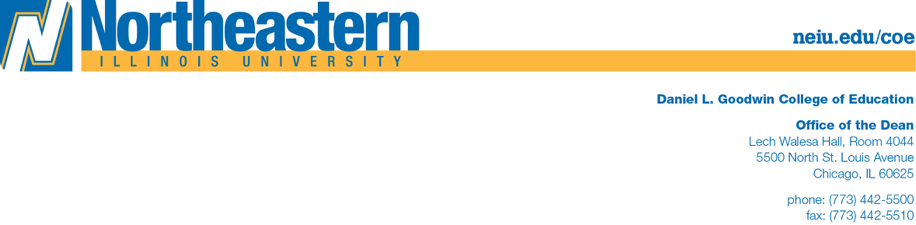 N Northeastern
ILLINOIS UNIVERSITY
neiu.edu/coe
Daniel L. Goodwin College of Education
Office of the Dean
Lech Walesa Hall, Room 4044
5500 North St. Louis Avenue
Chicago, IL 60625
phone: (773) 442-5500
fax: (773) 442-5510